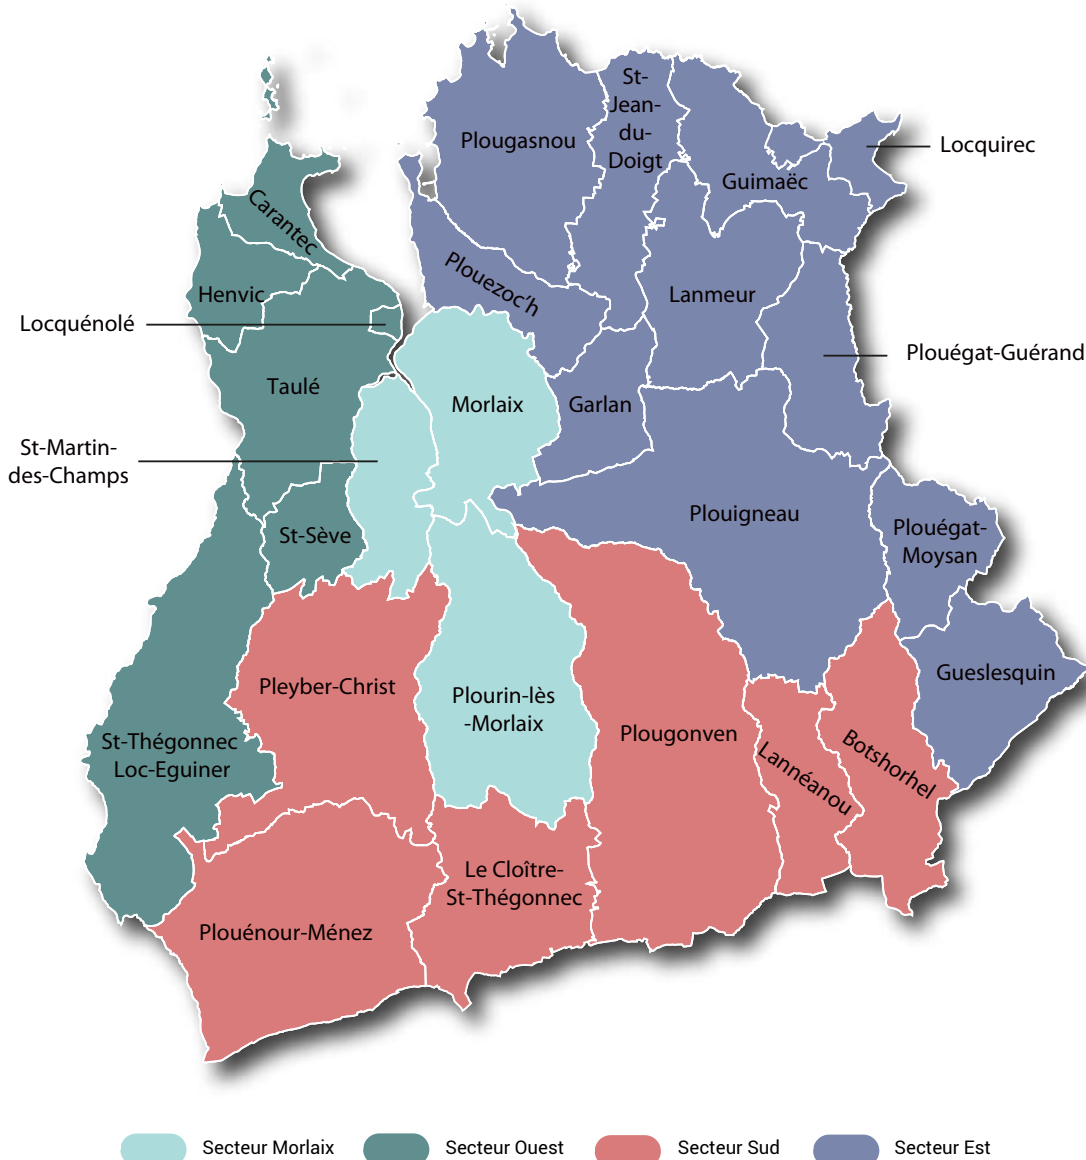 St-
Jean-
du-
Doigt
Plougasnou
Locquirec
Guimaëc
Carantec
Plouezoc'h
Henvic
Lanmeur
Locquénolé
Plouégat-Guérand
Taulé
Morlaix
Garlan
St-Martin-
des-Champs
Plouigneau
St-Sève
Plouégat-
Moysan
Gueslesquin
Pleyber-Christ
Plourin-lès
-Morlaix
Plougonven
St-Thégonnec
Loc-Eguiner
Lannéanou
Botshorhel
Le Cloître-
St-Thégonnec
Plouénour-Ménez
Secteur Morlaix
Secteur Ouest
Secteur Sud
Secteur Est